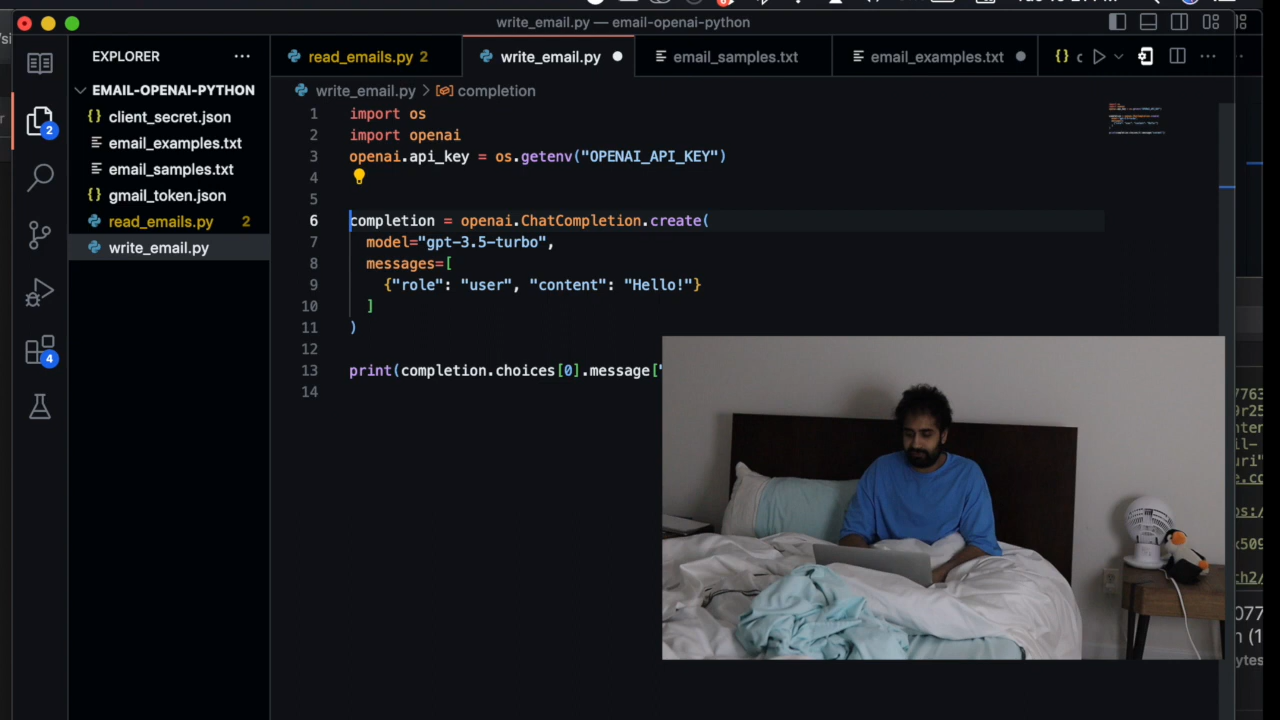 write_email.py — email-openai-python
EXPLORER
read_emails.py 2
write_email.py
email_samples.txt
email_examples.txt
EMAIL-OPENAI-PYTHON
write_email.py > completion
{} client_secret.json
email_examples.txt
email_samples.txt
{} gmail_token.json
read_emails.py 2
write_email.py
2
4
1 import os
2 import openai
3 openai.api_key = os.getenv("OPENAI_API_KEY")
4
5
6 completion = openai.ChatCompletion.create(
7 model="gpt-3.5-turbo",
8 messages=[
9 {"role": "user", "content": "Hello!"}
10 ]
11 )
12
13 print(completion.choices[0].message["
14